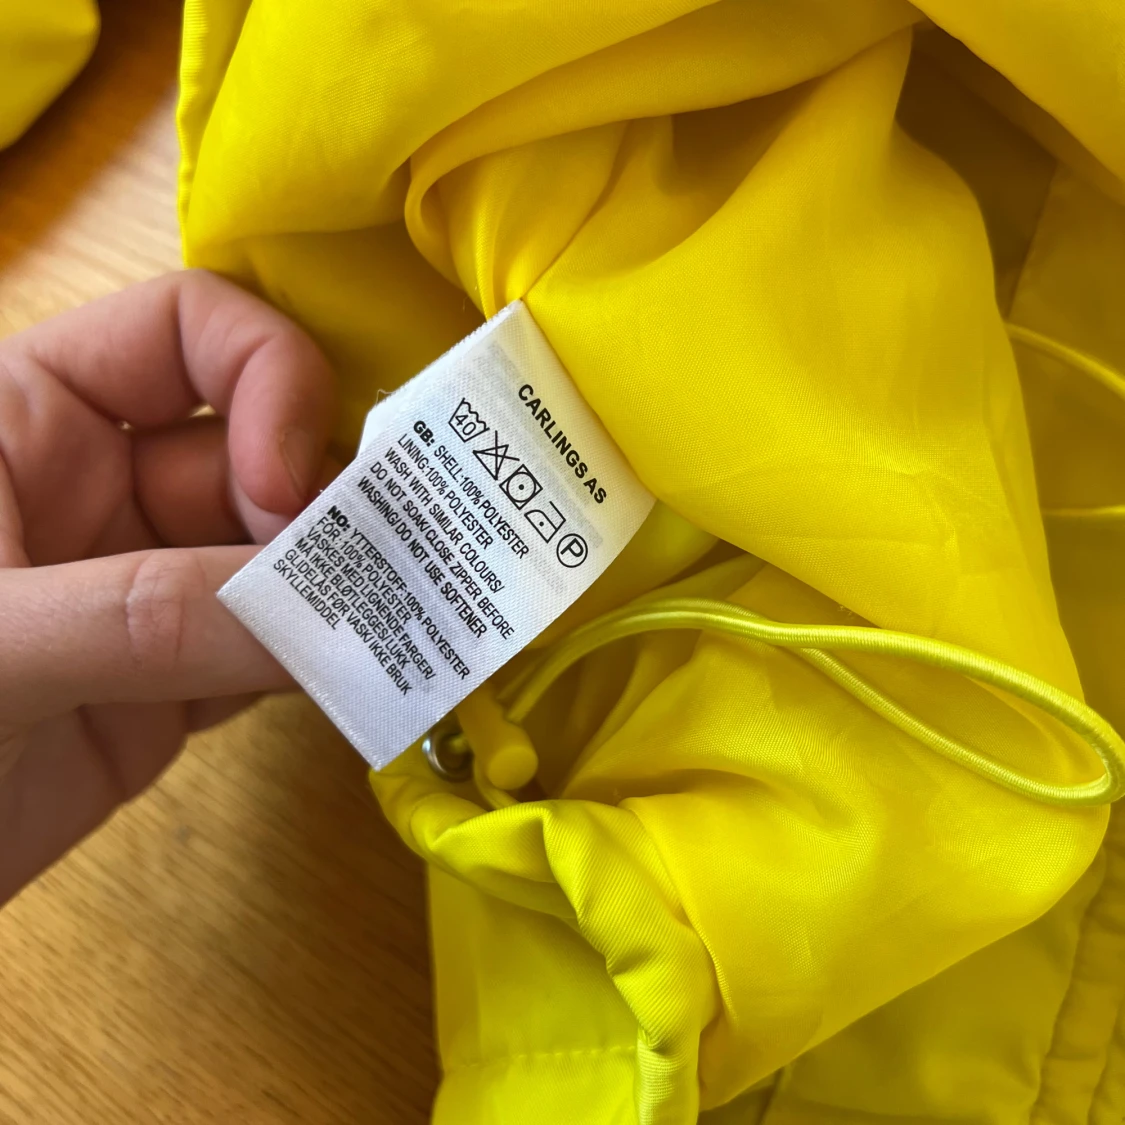 CARLINGS AS
40 P
GB: SHELL:100% POLYESTER
LINING:100% POLYESTER
WASH WITH SIMILAR COLOURS/
DO NOT SOAK/ CLOSE ZIPPER BEFORE
WASHING/ DO NOT USE SOFTENER
NO: YTTERSTOFF:100% POLYESTER
FÔR: 100% POLYESTER
VASKES MED LIGNENDE FARGER/
MÅ IKKE BLØTLEGGES/ LUKK
GLIDELÅS FØR VASK/ IKKE BRUK
SKYLLEMIDDEL